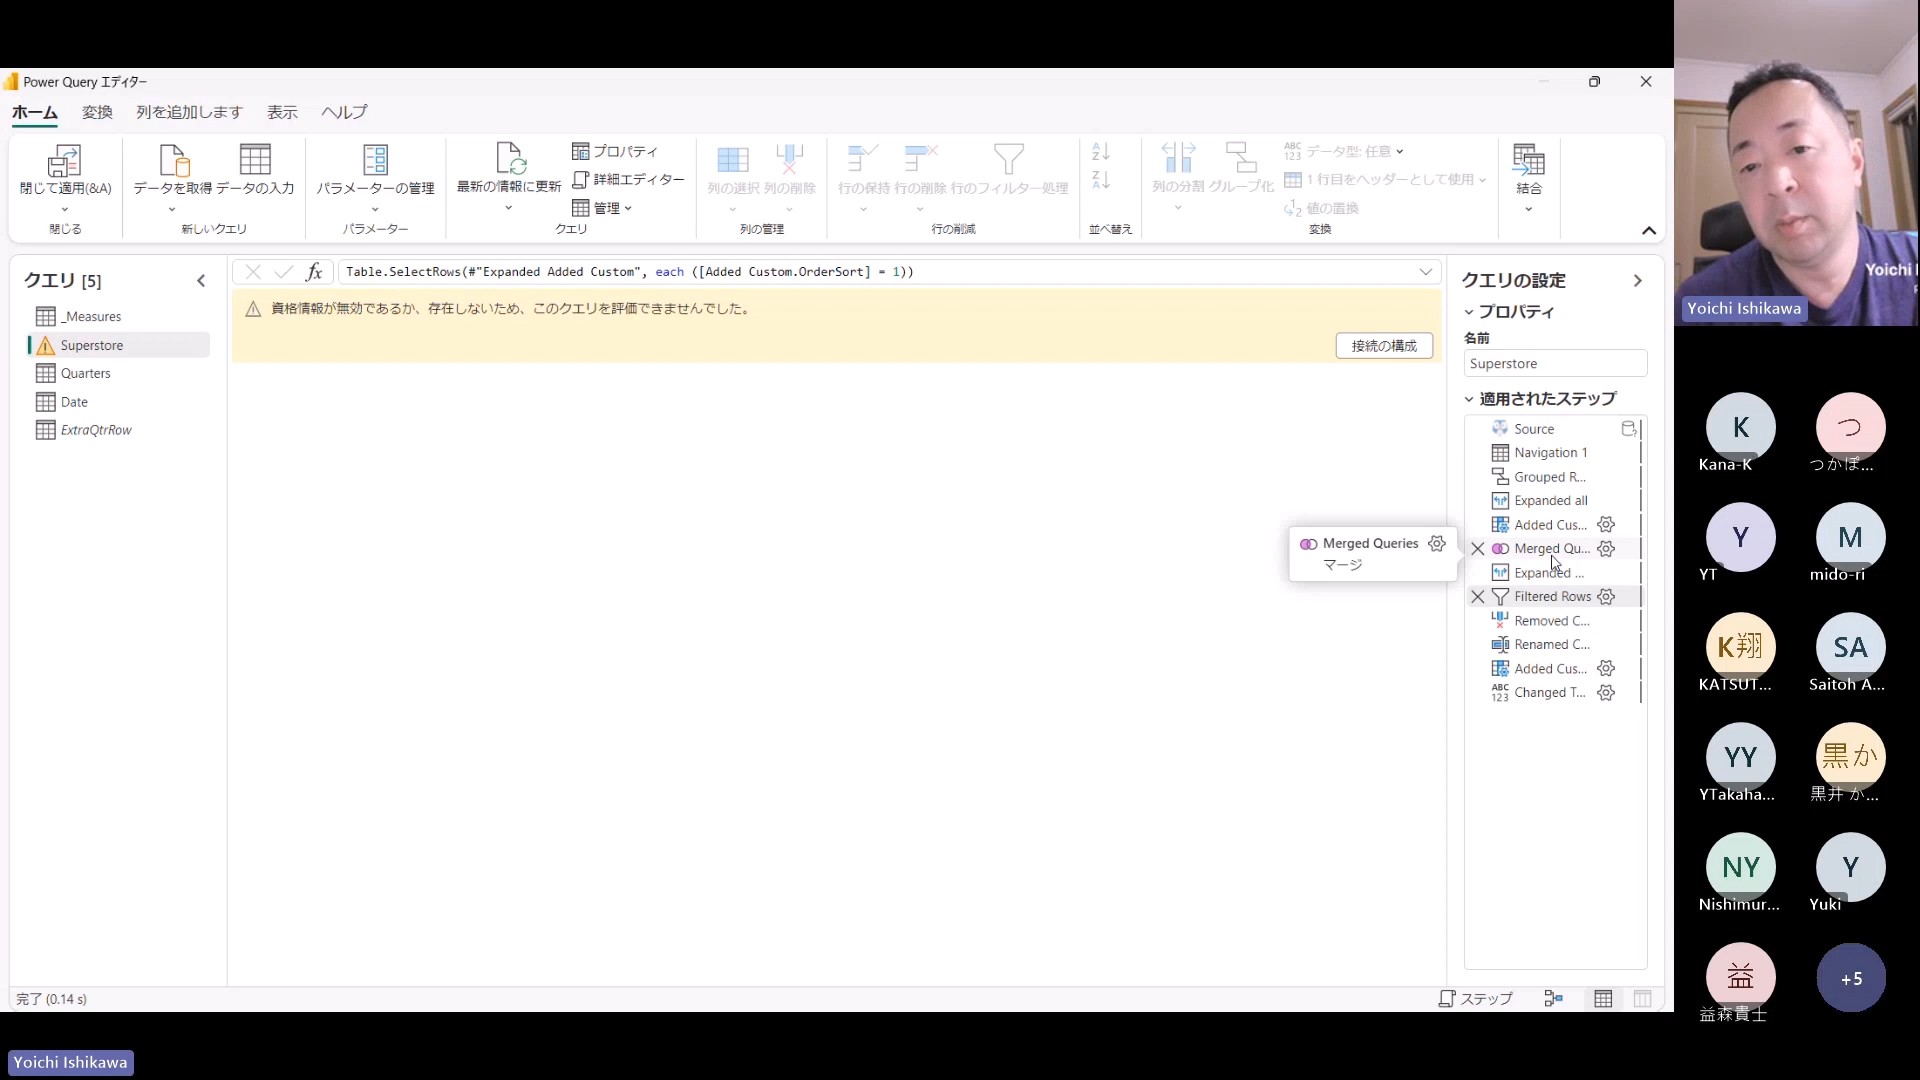 Power Query エディター
ホーム 変換 列を追加します 表示 ヘルプ
閉じて適用(&A)
閉じる
データを取得 データの入力
新しいクエリ
パラメーターの管理
パラメーター
最新の情報に更新
プロパティ
詳細エディター
管理
クエリ
列の選択 列の削除
列の管理
行の保持 行の削除 行のフィルター処理
行の削減
並べ替え
列の分割 グループ化
データ型: 任意
1 行目をヘッダーとして使用
値の置換
変換
結合
クエリ [5]
_Measures
Superstore
Quarters
Date
ExtraQtrRow
fx
Table.SelectRows(#"Expanded Added Custom", each ([Added Custom.OrderSort] = 1))
資格情報が無効であるか、存在しないため、このクエリを評価できませんでした。
接続の構成
Merged Queries
マージ
クエリの設定
プロパティ
名前
Superstore
適用されたステップ
Source
Navigation 1
Grouped R...
Expanded all
Added Cus...
Merged Qu...
Expanded ...
Filtered Rows
Removed C...
Renamed C...
Added Cus...
ABC
123
Changed T...
完了 (0.14 s)
ステップ
Yoichi Ishikawa
Yoichi
Yoichi Ishikawa
K
Kana-K
つ
つかぽ...
Y
YT
M
mido-ri
K翔
KATSUT...
SA
Saitoh A...
YY
YTakaha...
黒か
黒井 か...
NY
Nishimur...
Y
Yuki
益
益森貴士
+5